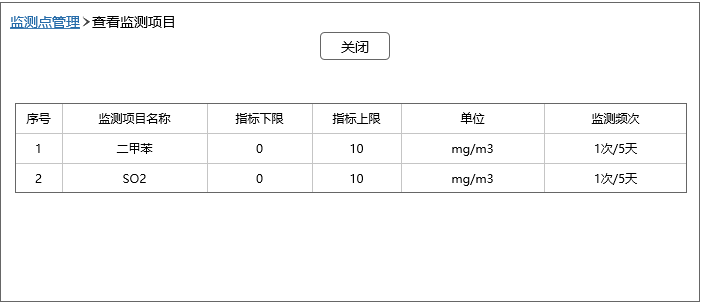 监测点管理>查看监测项目
关闭
序号 监测项目名称 指标下限 指标上限 单位 监测频次
1 二甲苯 0 10 mg/m3 1次/5天
2 SO2 0 10 mg/m3 1次/5天